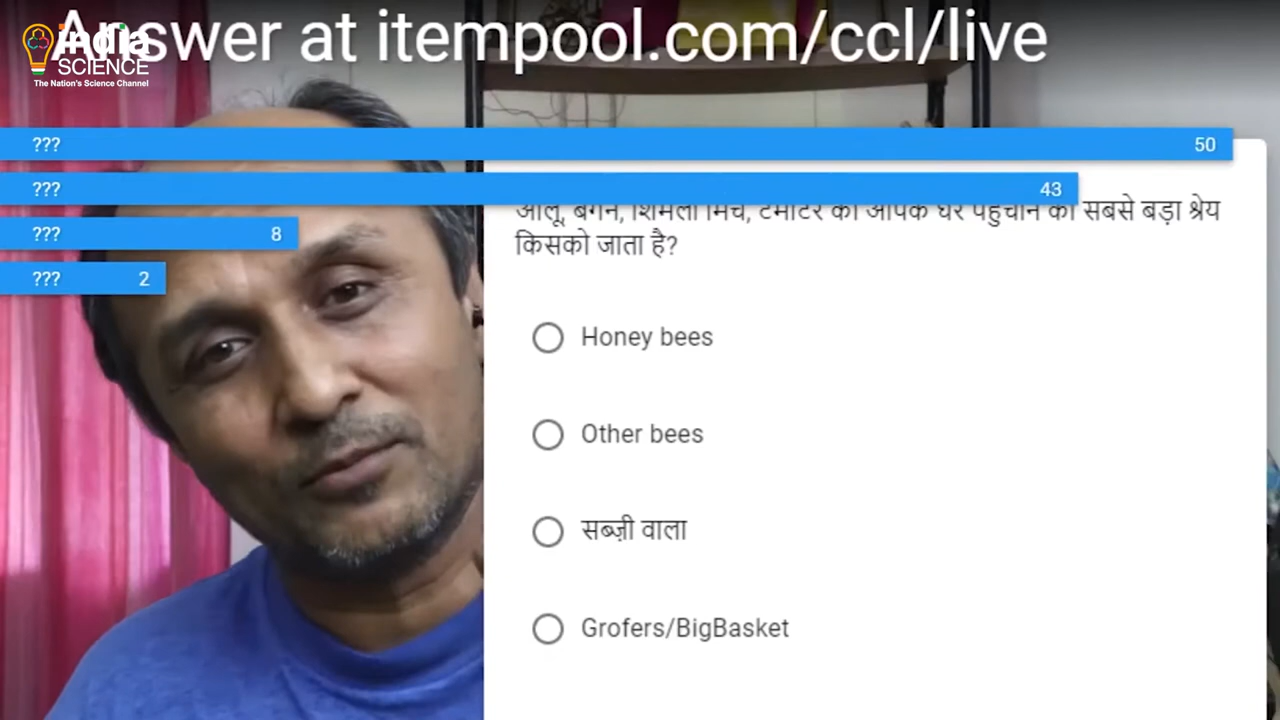 Answer at itempool.com/ccl/live
india
SCIENCE
The Nation's Science Channel
??? 50
??? 43
??? 8
??? 2
आलू, बैंगन, शिमला मिर्च, टमाटर को आपके घर पहुंचाने का सबसे बड़ा श्रेय
किसको जाता है?
Honey bees
Other bees
सब्ज़ी वाला
Grofers/BigBasket